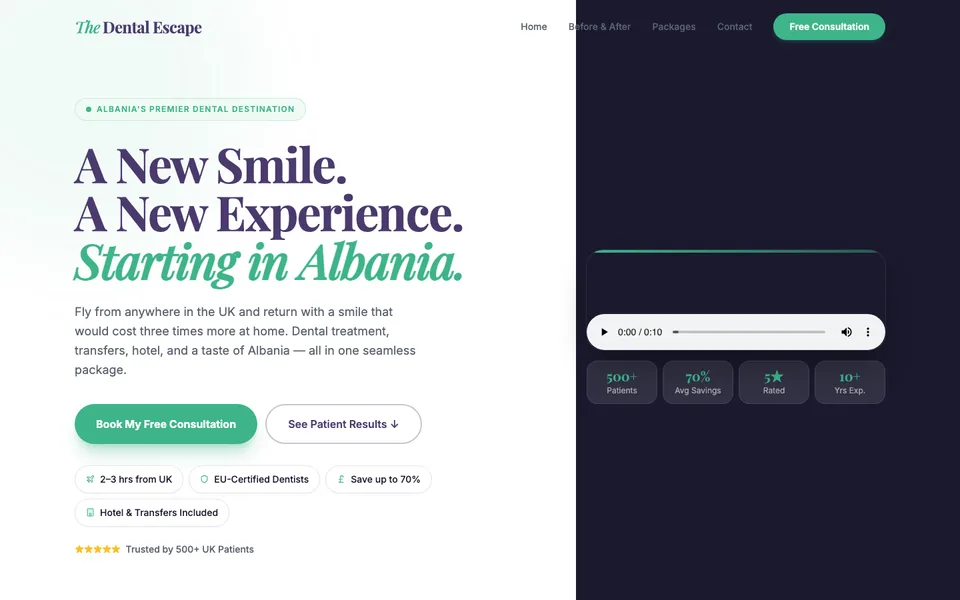 The Dental Escape
Home
Before & After
Packages
Contact
Free Consultation
ALBANIA'S PREMIER DENTAL DESTINATION
A New Smile.
A New Experience.
Starting in Albania.
Fly from anywhere in the UK and return with a smile that
would cost three times more at home. Dental treatment,
transfers, hotel, and a taste of Albania — all in one seamless
package.
Book My Free Consultation
See Patient Results ↓
2–3 hrs from UK
EU-Certified Dentists
£ Save up to 70%
Hotel & Transfers Included
★★★★★ Trusted by 500+ UK Patients
0:00 / 0:10
500+
Patients
70%
Avg Savings
5★
Rated
10+
Yrs Exp.